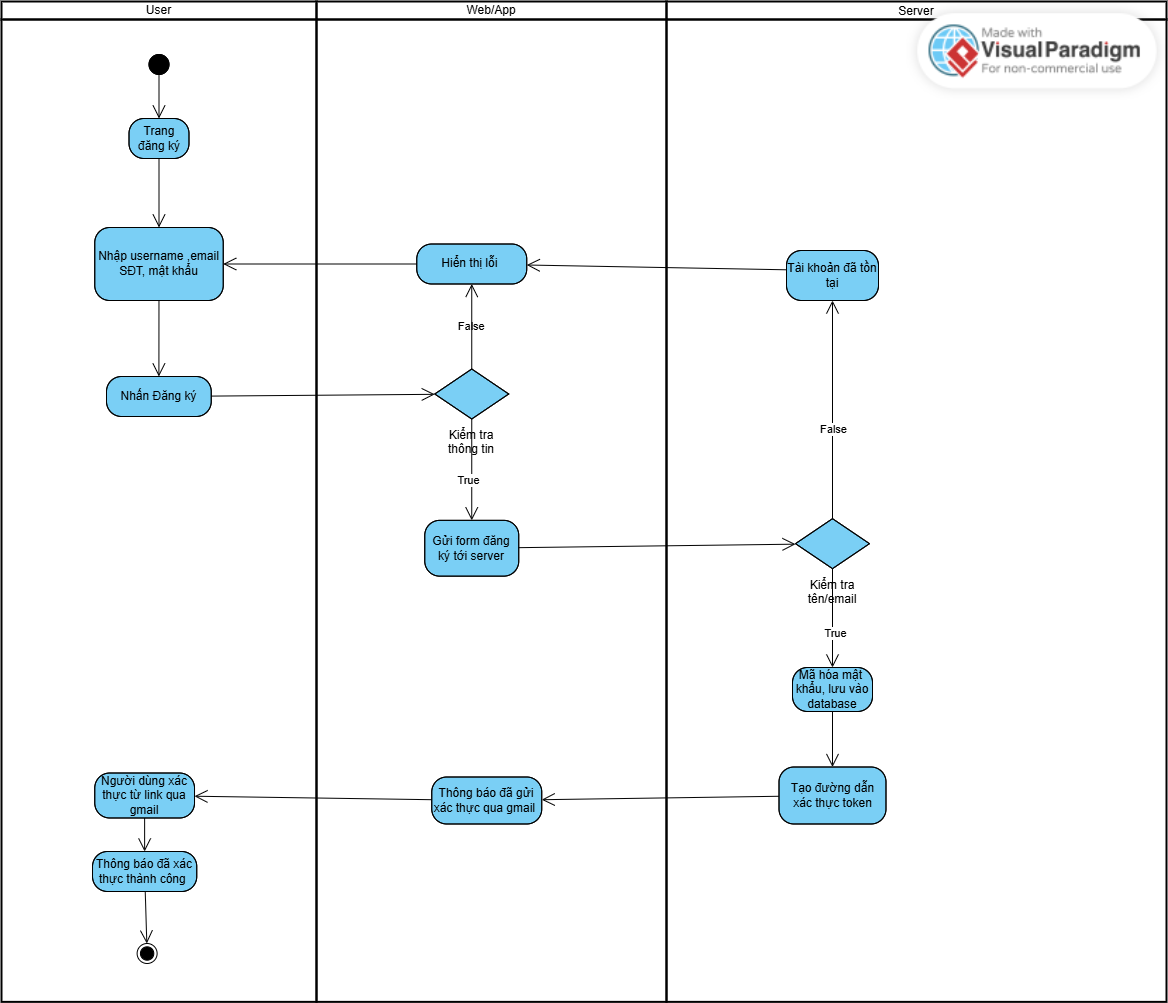 User
Web/App
Server
Made with
VisualParadigm
For non-commercial use
Trang
đăng ký
Nhập username ,email
SĐT, mật khẩu
Hiển thị lỗi
Tài khoản đã tồn
tại
False
Nhấn Đăng ký
Kiểm tra
thông tin
True
False
Gửi form đăng
ký tới server
Kiểm tra
tên/email
True
Mã hóa mật
khẩu, lưu vào
database
Người dùng xác
thực từ link qua
gmail
Thông báo đã gửi
xác thực qua gmail
Tạo đường dẫn
xác thực token
Thông báo đã xác
thực thành công